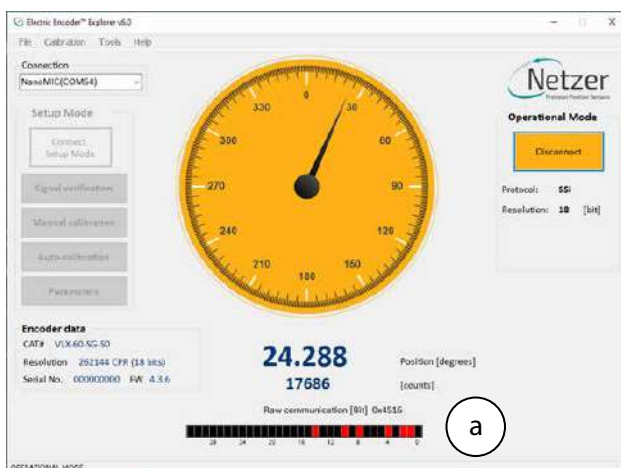 Electric Encoder™ Explorer v6.0
File Calibration Tools Help
Connection
NanoMIC(COM54)
Setup Mode
Connect
Setup Mode
Signal verification
Manual calibration
Auto-calibration
Parameters
0
330 30
300 60
270 90
240 120
210 150
180
Netzer
Precision Position Sensors
Operational Mode
Disconnect
Protocol: SSi
Resolution: 18 [bit]
Encoder data
CAT# VLX-60-SG-S0
Resolution 262144 CPR (18 bits)
Serial No. 000000000 FW 4.3.6
24.288 Position [degrees]
17686 [counts]
Raw communication [Bit] 0x4516
28 24 20 16 12 8 4 0
a
OPERATIONAL MODE